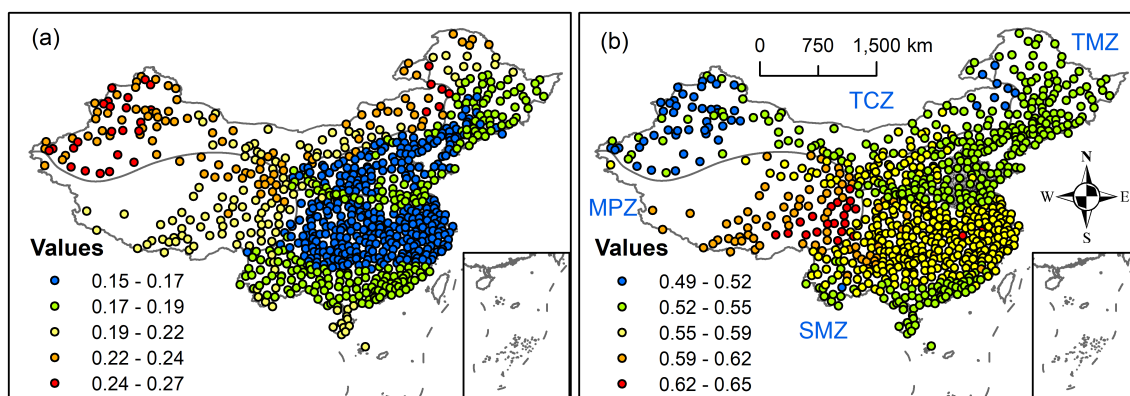 (a)
Values
0.15 - 0.17
0.17 - 0.19
0.19 - 0.22
0.22 - 0.24
0.24 - 0.27
(b)
0 750 1,500 km
TMZ
TCZ
MPZ
SMZ
N
W E
S
Values
0.49 - 0.52
0.52 - 0.55
0.55 - 0.59
0.59 - 0.62
0.62 - 0.65